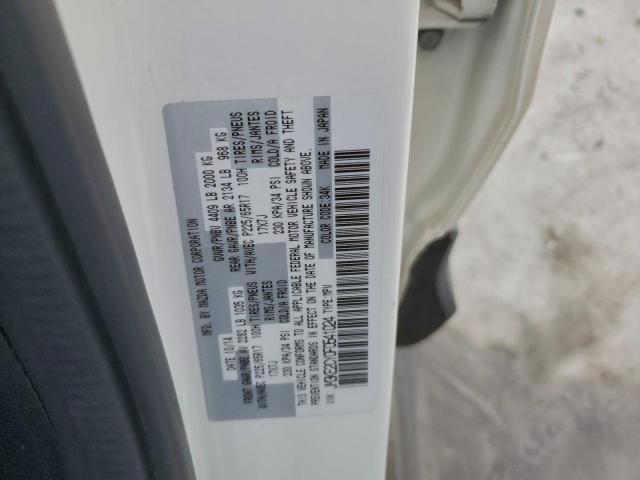 MFD. BY MAZDA MOTOR CORPORATION
DATE 10/14 GVWR/PNBV 4409 LB 2000 KG
FRONT GAWR/PNBE AV 2282 LB 1035 KG REAR GAWR/PNBE AR 2134 LB 968 KG
WITH/AVEC P225/65R17 100H TIRES/PNEUS WITH/AVEC P225/65R17 100H TIRES/PNEUS
17X7J RIMS/JANTES 17X7J RIMS/JANTES
230 KPA/34 PSI COLD/A FROID 230 KPA/34 PSI COLD/A FROID
THIS VEHICLE CONFORMS TO ALL APPLICABLE FEDERAL MOTOR VEHICLE SAFETY AND THEFT
PREVENTION STANDARDS IN EFFECT ON THE DATE OF MANUFACTURE SHOWN ABOVE.
VIN: TYPE:MPV COLOR CODE:34K MADE IN JAPAN